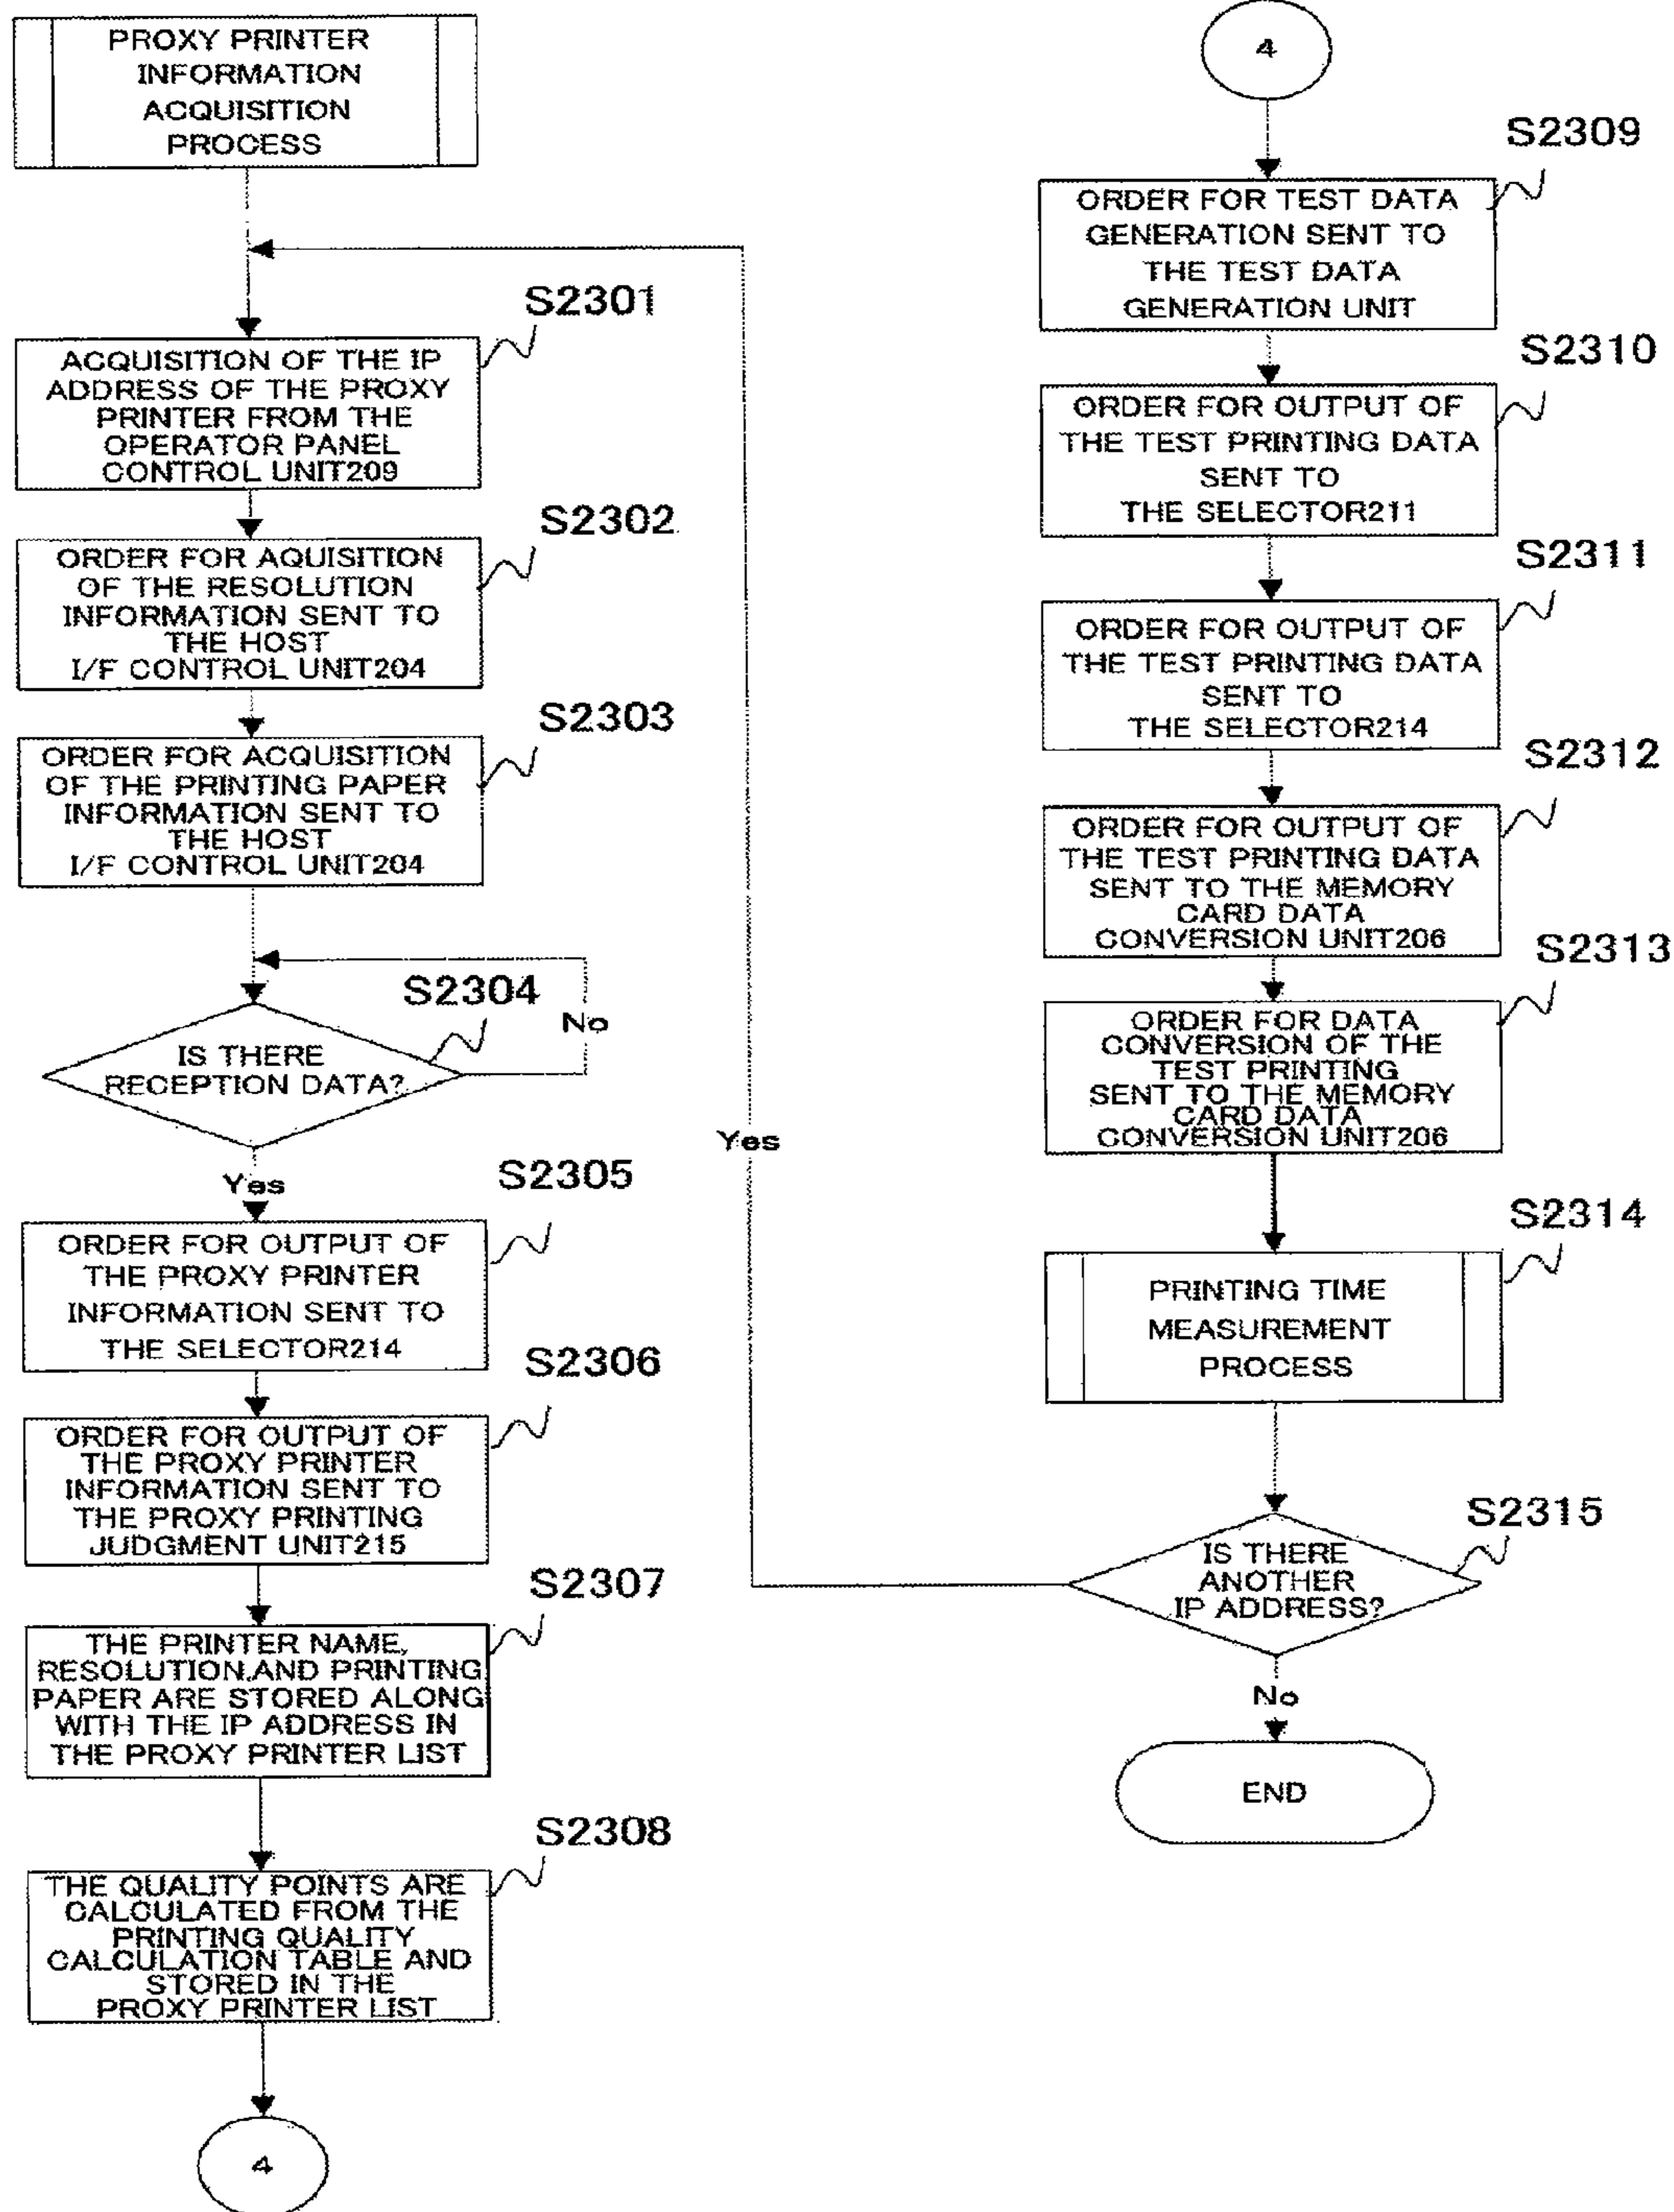 PROXY PRINTER
INFORMATION
ACQUISITION
PROCESS
S2301
ACQUISITION OF THE IP
ADDRESS OF THE PROXY
PRINTER FROM THE
OPERATOR PANEL
CONTROL UNIT209
S2302
ORDER FOR AQUISITION
OF THE RESOLUTION
INFORMATION SENT TO
THE HOST
I/F CONTROL UNIT204
S2303
ORDER FOR ACQUISITION
OF THE PRINTING PAPER
INFORMATION SENT TO
THE HOST
I/F CONTROL UNIT204
S2304
No
IS THERE
RECEPTION DATA?
Yes
S2305
ORDER FOR OUTPUT OF
THE PROXY PRINTER
INFORMATION SENT TO
THE SELECTOR214
S2306
ORDER FOR OUTPUT OF
THE PROXY PRINTER
INFORMATION SENT TO
THE PROXY PRINTING
JUDGMENT UNIT215
S2307
THE PRINTER NAME,
RESOLUTION,AND PRINTING
PAPER ARE STORED ALONG
WITH THE IP ADDRESS IN
THE PROXY PRINTER LIST
S2308
THE QUALITY POINTS ARE
CALCULATED FROM THE
PRINTING QUALITY
CALCULATION TABLE AND
STORED IN THE
PROXY PRINTER LIST
4
4
S2309
ORDER FOR TEST DATA
GENERATION SENT TO
THE TEST DATA
GENERATION UNIT
S2310
ORDER FOR OUTPUT OF
THE TEST PRINTING DATA
SENT TO
THE SELECTOR211
S2311
ORDER FOR OUTPUT OF
THE TEST PRINTING DATA
SENT TO
THE SELECTOR214
S2312
ORDER FOR OUTPUT OF
THE TEST PRINTING DATA
SENT TO THE MEMORY
CARD DATA
CONVERSION UNIT206
S2313
ORDER FOR DATA
CONVERSION OF THE
TEST PRINTING
SENT TO THE MEMORY
CARD DATA
CONVERSION UNIT206
S2314
PRINTING TIME
MEASUREMENT
PROCESS
S2315
IS THERE
ANOTHER
IP ADDRESS?
Yes
No
END